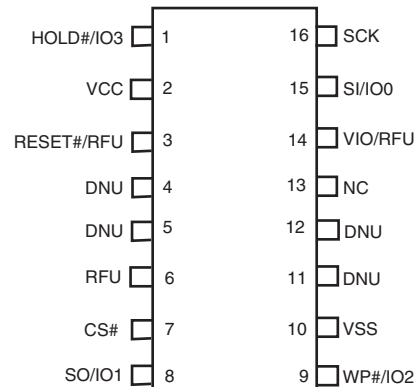 HOLD#/IO3 1 16 SCK
VCC 2 15 SI/IO0
RESET#/RFU 3 14 VIO/RFU
DNU 4 13 NC
DNU 5 12 DNU
RFU 6 11 DNU
CS# 7 10 VSS
SO/IO1 8 9 WP#/IO2